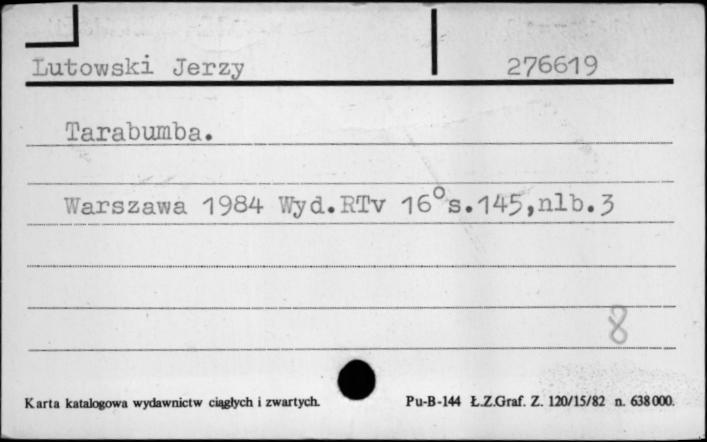 Lutowski Jerzy 276619
Tarabumba.
Warszawa 1984 Wyd.RTv 16°s.145,nlb.3
8
Karta katalogowa wydawnictw ciągłych i zwartych. Pu-B-144 Ł.Z.Graf. Z. 120/15/82 n. 638000.